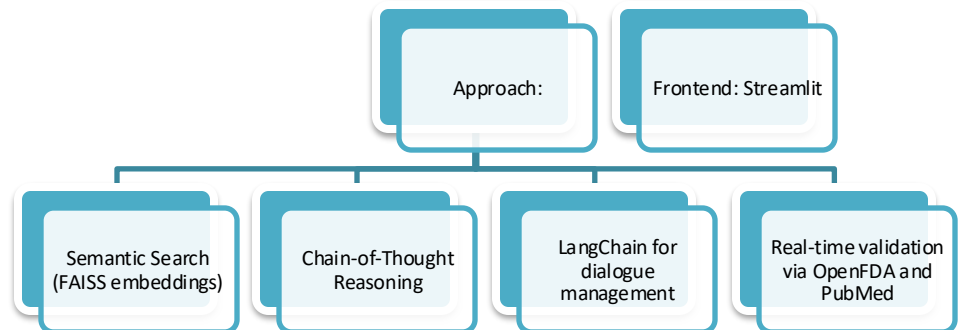 Approach:
Frontend: Streamlit
Semantic Search
(FAISS embeddings)
Chain-of-Thought
Reasoning
LangChain for
dialogue
management
Real-time validation
via OpenFDA and
PubMed